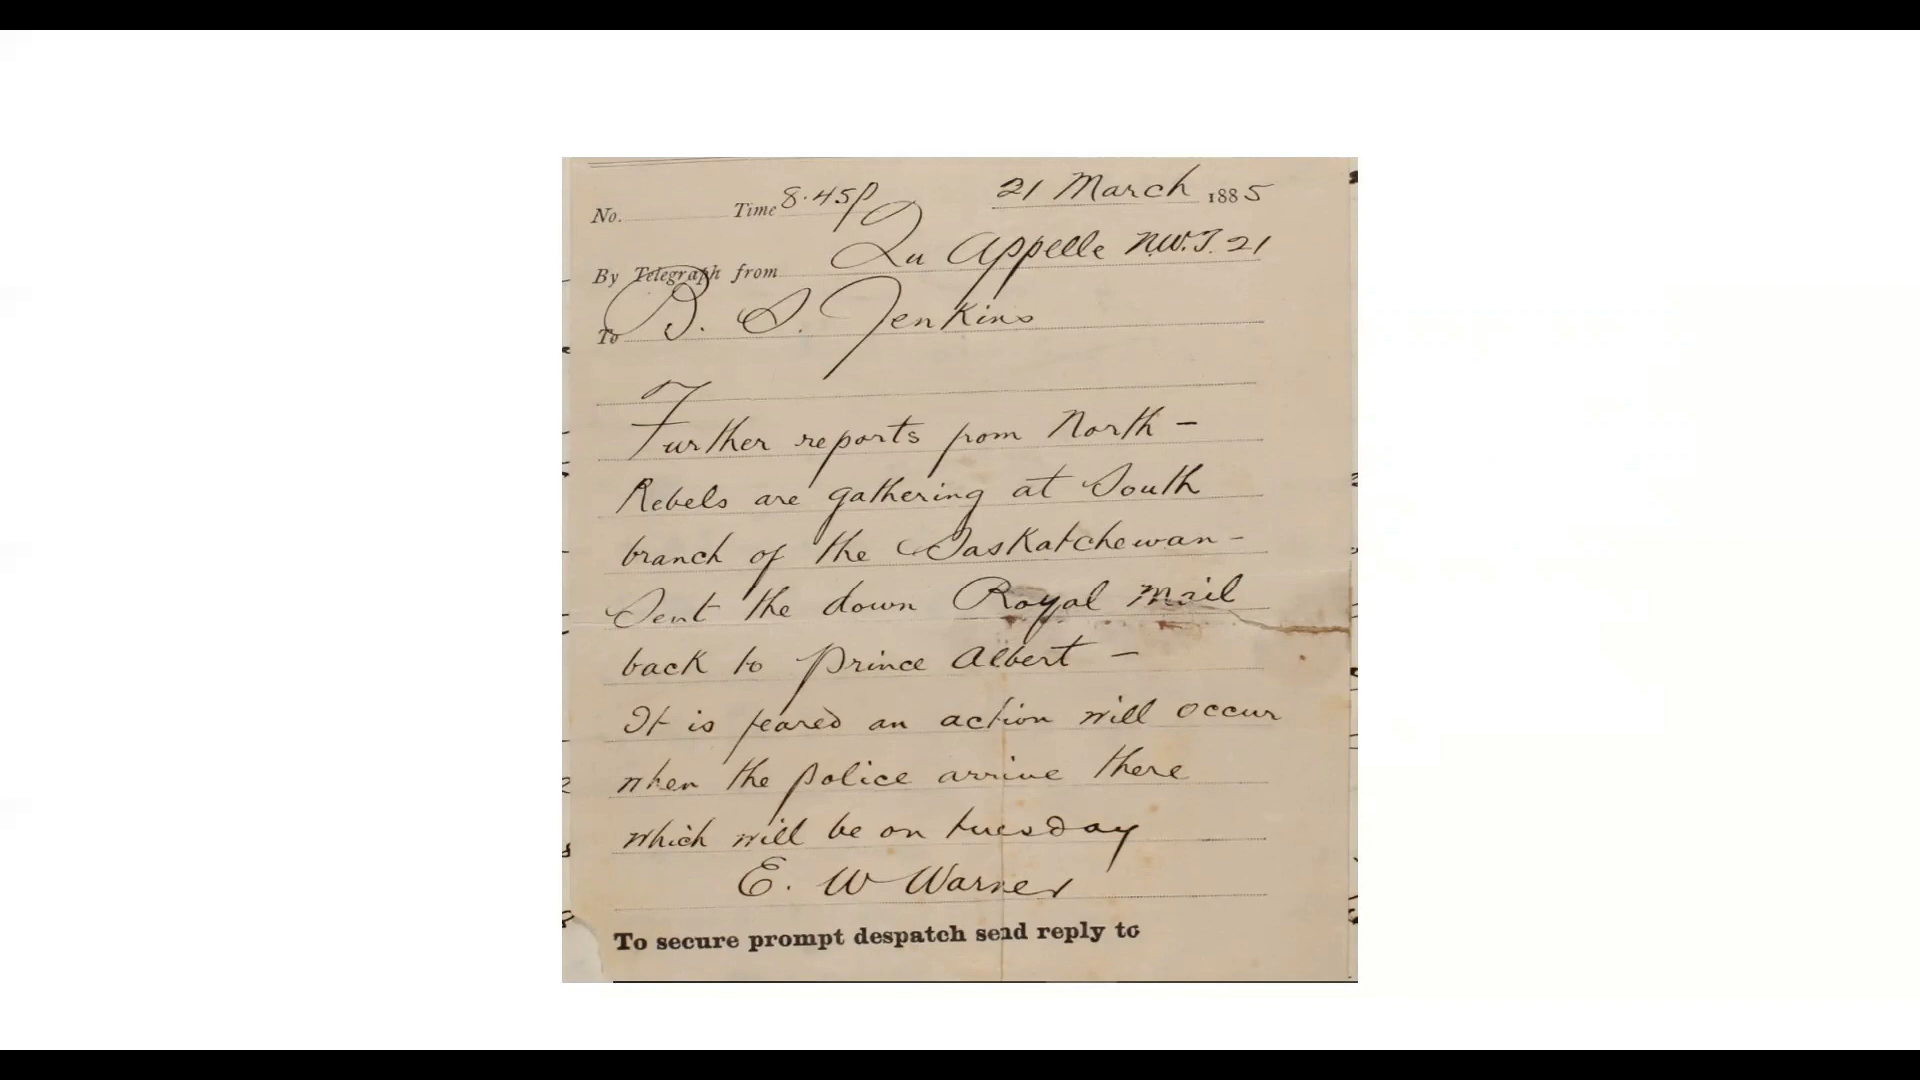 No. Time 8.45p 21 March 1885
By Telegraph from Qu Appelle N.W.T. 21
To B. S. Jenkins
Further reports from North -
Rebels are gathering at South
branch of the Saskatchewan -
Sent the down Royal Mail
back to Prince Albert -
It is feared an action will occur
when the police arrive there
which will be on tuesday
E. W Warner
To secure prompt despatch send reply to